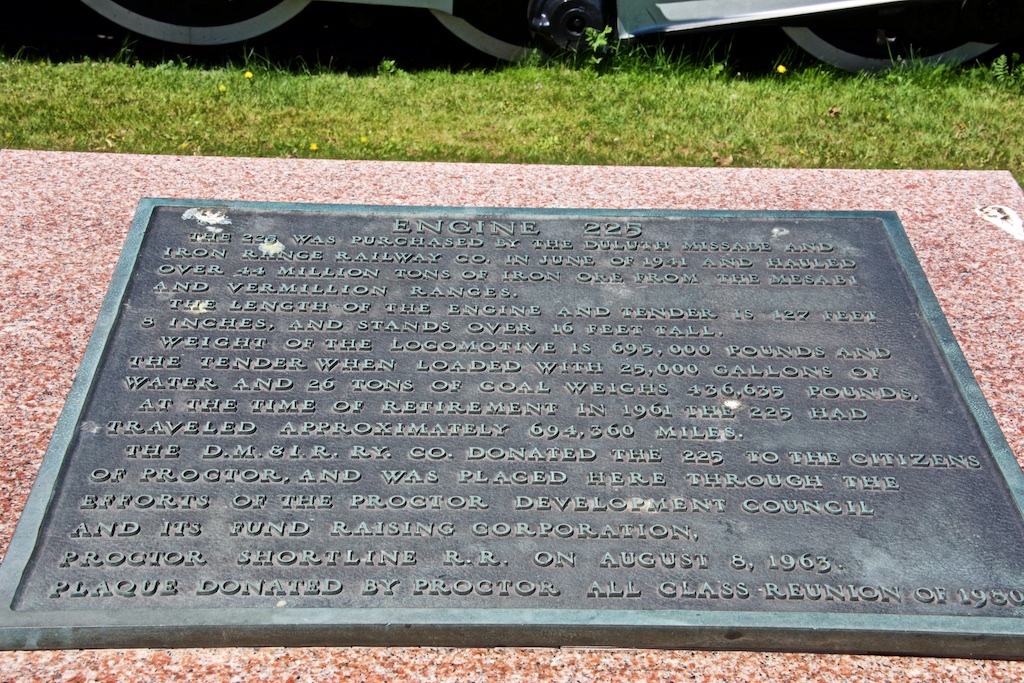 ENGINE 225
THE 225 WAS PURCHASED BY THE DULUTH MISSABE AND
IRON RANGE RAILWAY CO. IN JUNE OF 1941 AND HAULED
OVER 44 MILLION TONS OF IRON ORE FROM THE MESABI
AND VERMILLION RANGES.
THE LENGTH OF THE ENGINE AND TENDER IS 127 FEET
8 INCHES, AND STANDS OVER 16 FEET TALL.
WEIGHT OF THE LOCOMOTIVE IS 695,000 POUNDS AND
THE TENDER WHEN LOADED WITH 25,000 GALLONS OF
WATER AND 26 TONS OF COAL WEIGHS 436,635 POUNDS.
AT THE TIME OF RETIREMENT IN 1961 THE 225 HAD
TRAVELED APPROXIMATELY 694,360 MILES.
THE D.M.&I.R. RY. CO. DONATED THE 225 TO THE CITIZENS
OF PROCTOR, AND WAS PLACED HERE THROUGH THE
EFFORTS OF THE PROCTOR DEVELOPMENT COUNCIL
AND ITS FUND RAISING CORPORATION,
PROCTOR SHORTLINE R.R. ON AUGUST 8, 1963.
PLAQUE DONATED BY PROCTOR ALL CLASS REUNION OF 1980